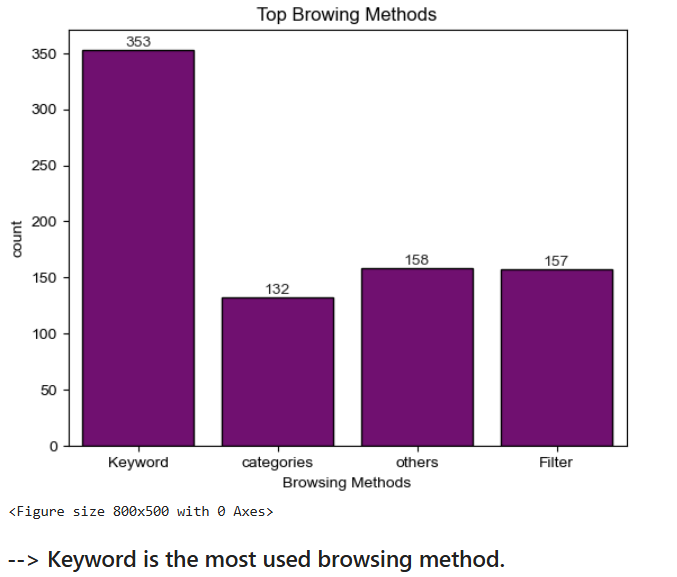 Top Browing Methods
353
350
300
250
200
150
100
50
0
count
132
158
157
Keyword categories others Filter
Browsing Methods
<Figure size 800x500 with 0 Axes>
--> Keyword is the most used browsing method.